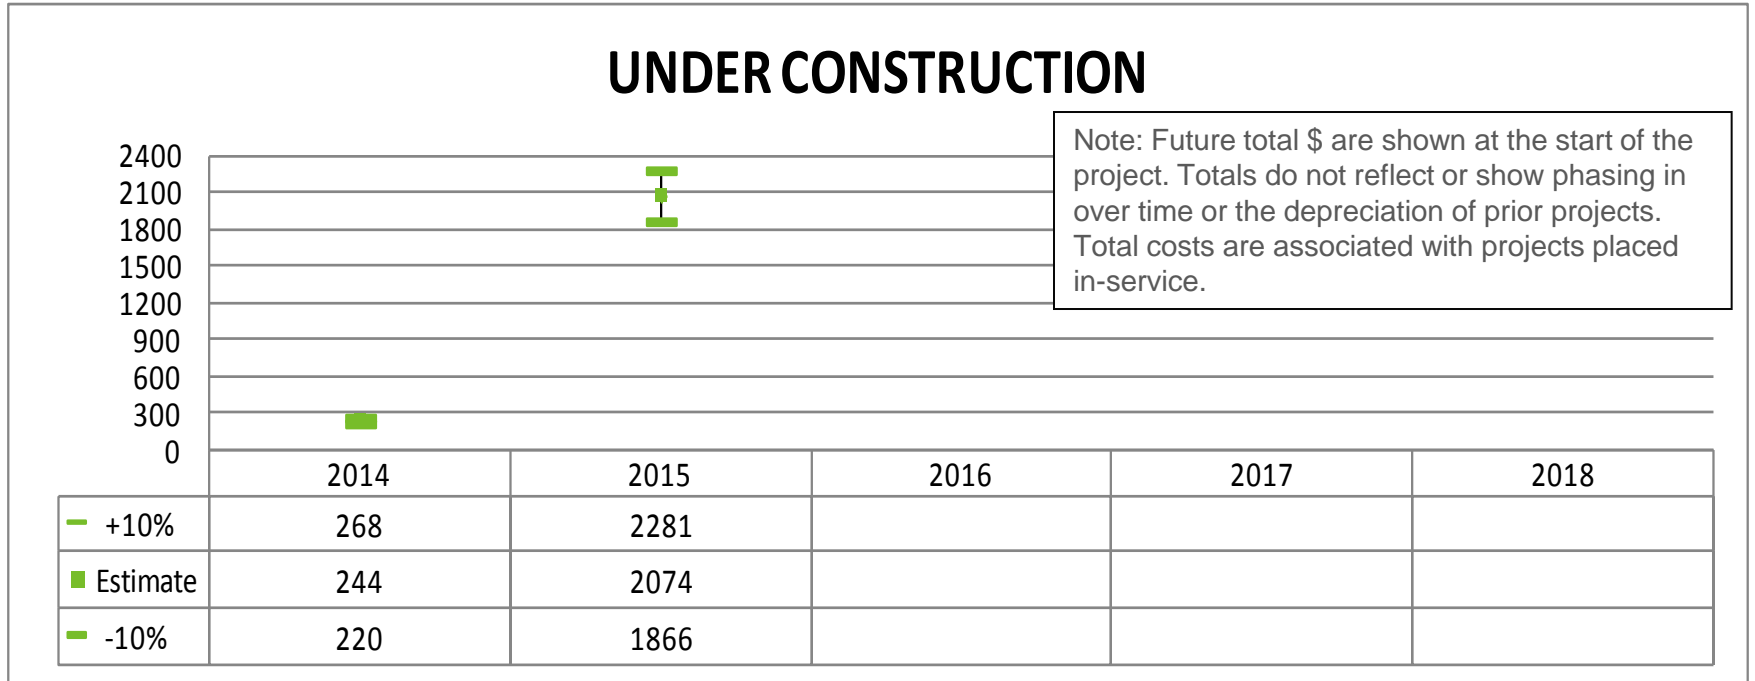 UNDER CONSTRUCTION
Note: Future total $ are shown at the start of the
project. Totals do not reflect or show phasing in
over time or the depreciation of prior projects.
Total costs are associated with projects placed
in-service.
2400
2100
1800
1500
1200
900
600
300
0
2014 2015 2016 2017 2018
+10% 268 2281
Estimate 244 2074
-10% 220 1866